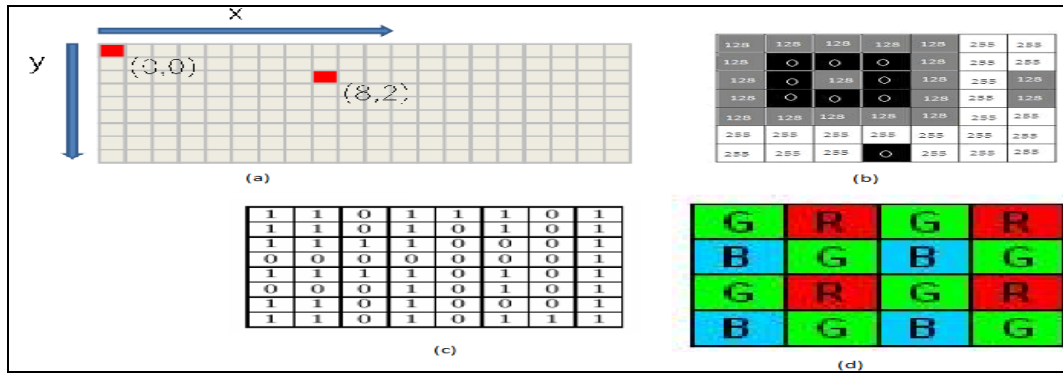 x
y
(0,0)
(8,2)
(a)
128 128 128 128 128 255 255
128 0 0 0 128 255 255
128 0 128 0 128 255 128
128 0 0 0 128 255 128
128 128 128 128 128 255 255
255 255 255 255 255 255 255
255 255 255 0 255 255 255
(b)
1 1 0 1 1 1 0 1
1 1 0 1 0 1 0 1
1 1 1 1 0 0 0 1
0 0 0 0 0 0 0 1
1 1 1 1 0 1 0 1
0 0 0 1 0 1 0 1
1 1 0 1 0 0 0 1
1 1 0 1 0 1 1 1
(c)
G R G R
B G B G
G R G R
B G B G
(d)